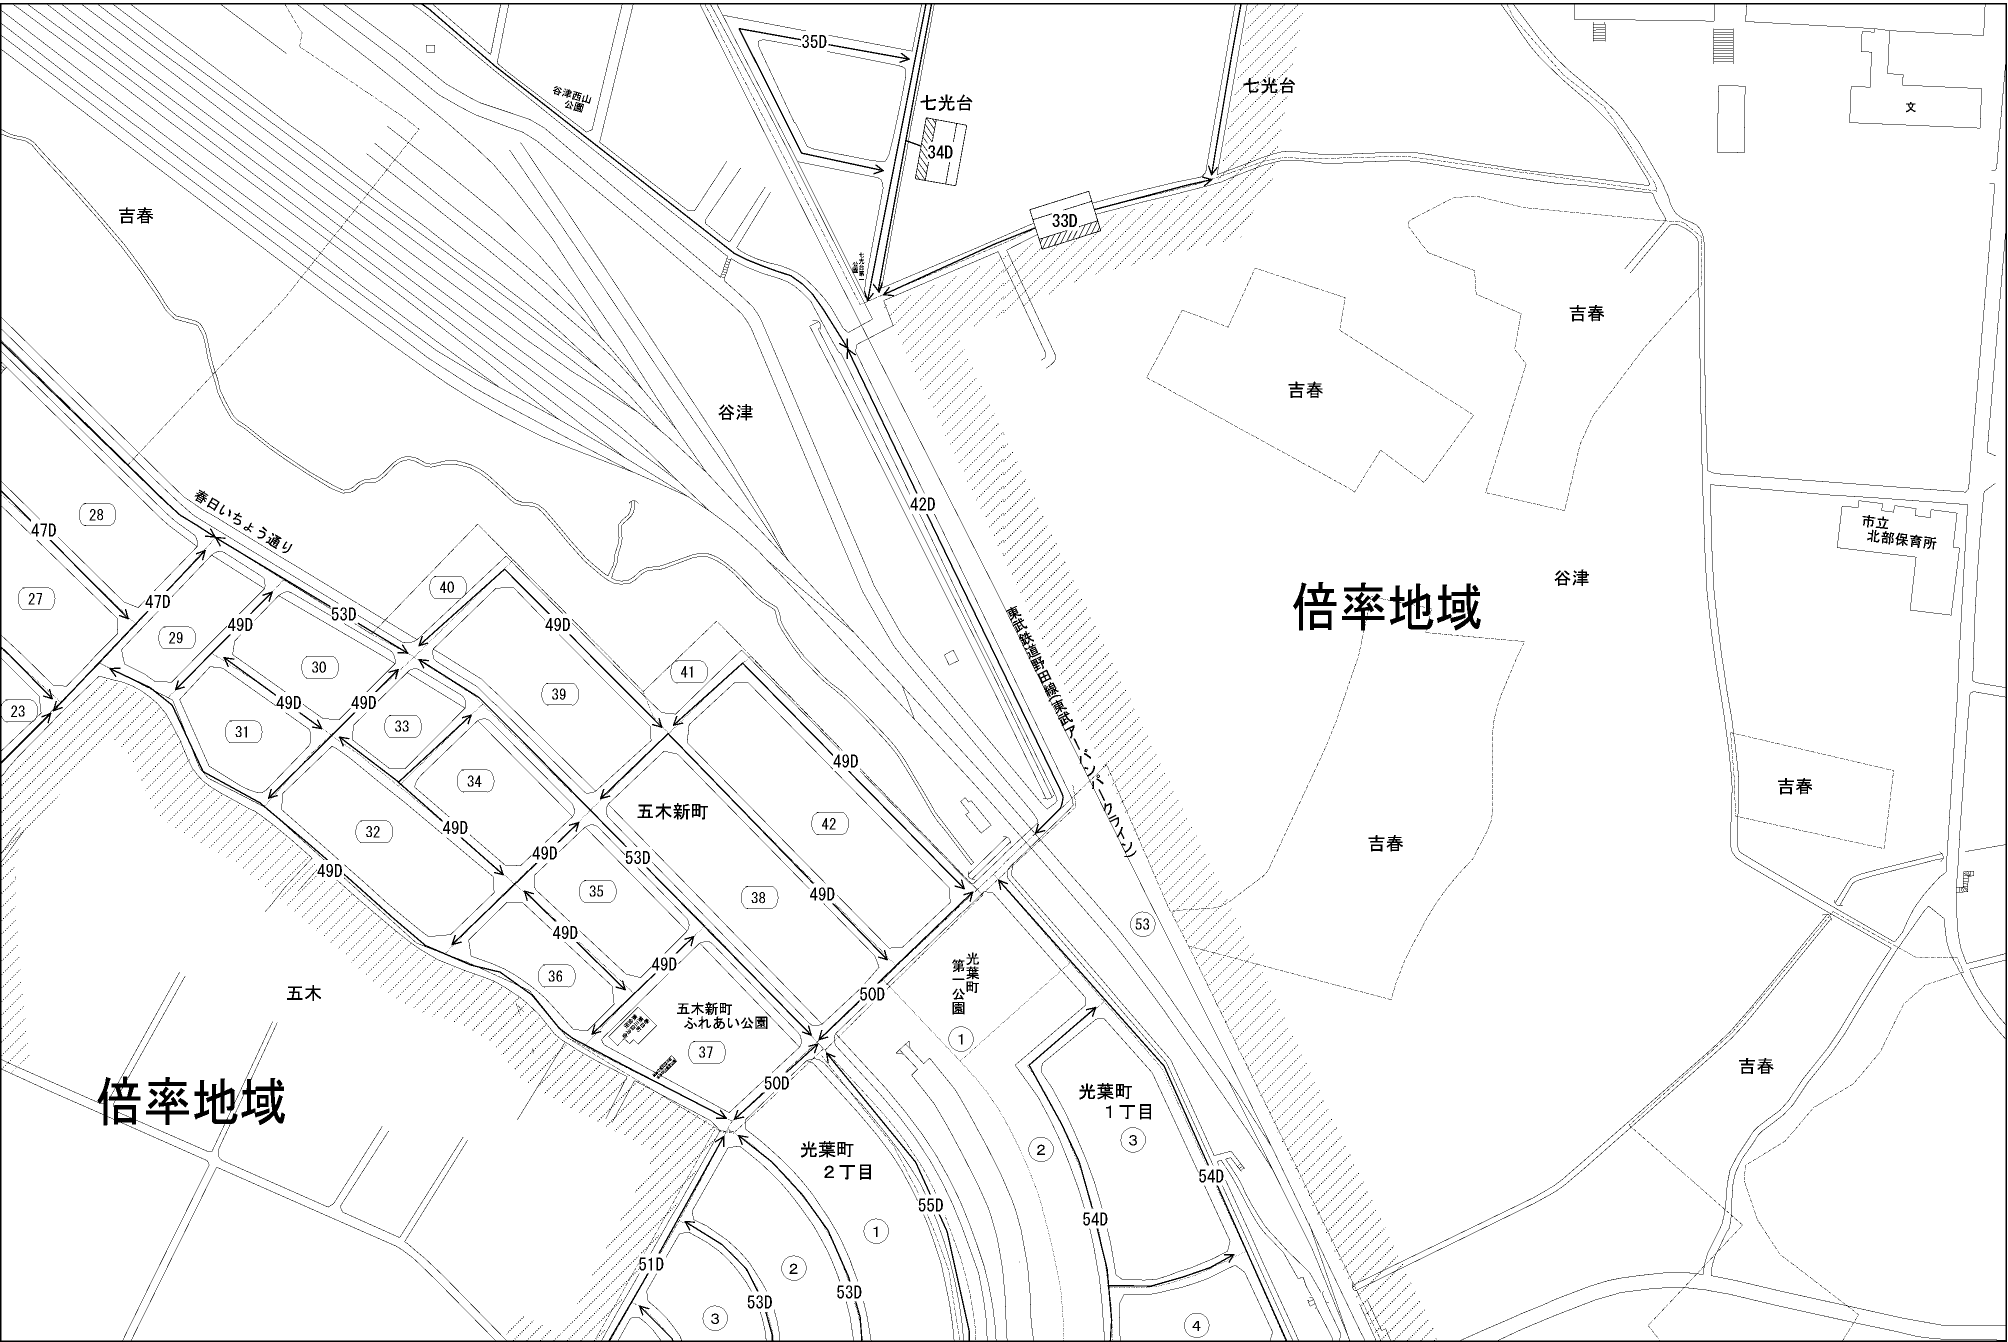 35D
七光台
七光台
谷津西山
公園
文
34D
吉春
33D
七光台第一
公園
吉春
吉春
谷津
42D
春日いちょう通り
28
47D
市立
北部保育所
倍率地域
谷津
27
47D
49D
53D
40
49D
29
30
東武鉄道野田線(東武アーバンパークライン)
49D
49D
41
39
23
31
33
49D
34
吉春
五木新町
42
32
49D
吉春
49D
53D
49D
35
38
49D
53
49D
49D
36
五木
光葉町
第一公園
50D
五木新町
ふれあい公園
37
1
吉春
50D
倍率地域
光葉町
1丁目
3
2
光葉町
2丁目
54D
55D
54D
1
51D
2
53D
53D
3
4